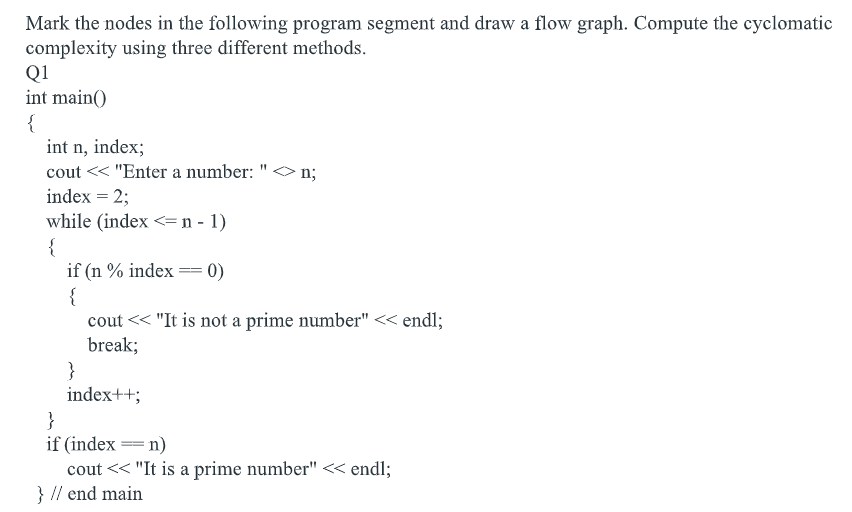 Mark the nodes in the following program segment and draw a flow graph. Compute the cyclomatic
complexity using three different methods.
Q1
int main()
{
int n, index;
cout << "Enter a number: " <> n;
index = 2;
while (index <= n - 1)
{
if (n % index == 0)
{
cout << "It is not a prime number" << endl;
break;
}
index++;
}
if (index == n)
cout << "It is a prime number" << endl;
} // end main